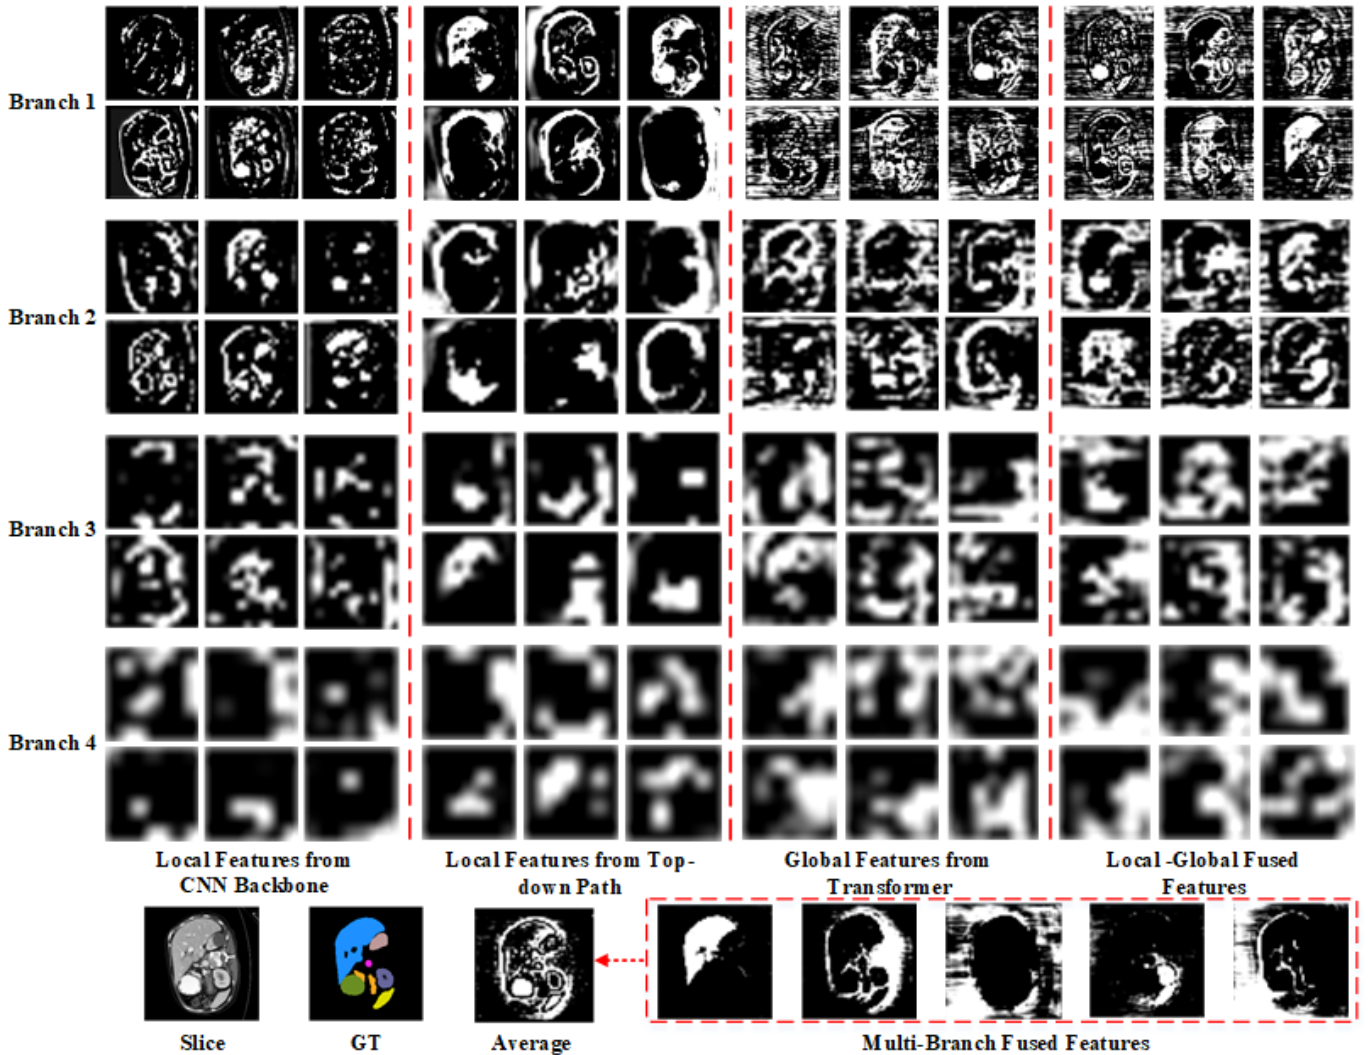 Branch 1
Branch 2
Branch 3
Branch 4
Local Features from
CNN Backbone
Local Features from Top-
down Path
Global Features from
Transformer
Local -Global Fused
Features
Slice
GT
Average
Multi-Branch Fused Features